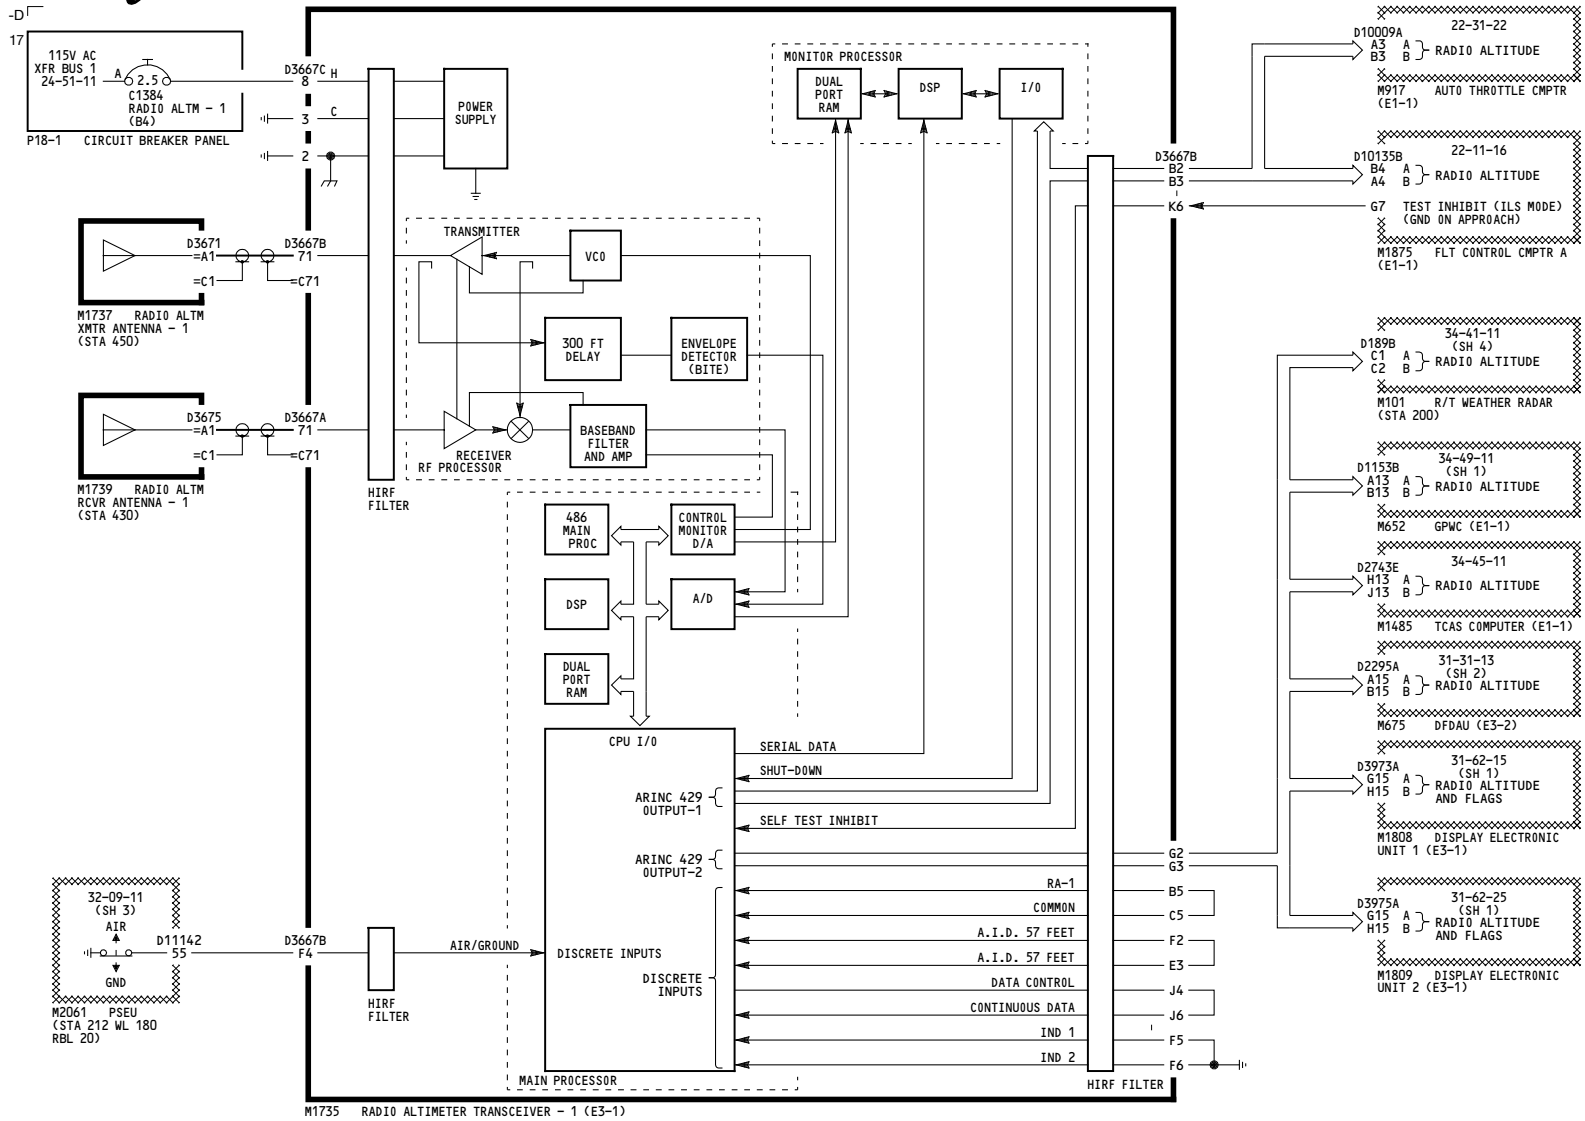 -D
17
115V AC
XFR BUS 1
24-51-11
A
2.5
C1384
RADIO ALTM - 1
(B4)
P18-1 CIRCUIT BREAKER PANEL
D3667C
8 H
3 C
2
POWER
SUPPLY
D3671
=A1
=C1
D3667B
71
=C71
M1737 RADIO ALTM
XMTR ANTENNA - 1
(STA 450)
D3675
=A1
=C1
D3667A
71
=C71
M1739 RADIO ALTM
RCVR ANTENNA - 1
(STA 430)
HIRF
FILTER
TRANSMITTER
VCO
300 FT
DELAY
ENVELOPE
DETECTOR
(BITE)
BASEBAND
FILTER
AND AMP
RECEIVER
RF PROCESSOR
MONITOR PROCESSOR
DUAL
PORT
RAM
DSP
I/O
486
MAIN
PROC
CONTROL
MONITOR
D/A
DSP
A/D
DUAL
PORT
RAM
CPU I/O
SERIAL DATA
SHUT-DOWN
ARINC 429
OUTPUT-1
SELF TEST INHIBIT
ARINC 429
OUTPUT-2
RA-1
COMMON
A.I.D. 57 FEET
A.I.D. 57 FEET
DATA CONTROL
CONTINUOUS DATA
IND 1
IND 2
DISCRETE INPUTS
DISCRETE
INPUTS
MAIN PROCESSOR
HIRF FILTER
32-09-11
(SH 3)
AIR
GND
D11142
55
M2061 PSEU
(STA 212 WL 180
RBL 20)
D3667B
F4
AIR/GROUND
HIRF
FILTER
M1735 RADIO ALTIMETER TRANSCEIVER - 1 (E3-1)
D3667B
B2
B3
K6
G2
G3
B5
C5
F2
E3
J4
J6
F5
F6
D10009A
22-31-22
A3 A
B3 B
RADIO ALTITUDE
M917 AUTO THROTTLE CMPTR
(E1-1)
D10135B
22-11-16
B4 A
A4 B
RADIO ALTITUDE
G7 TEST INHIBIT (ILS MODE)
(GND ON APPROACH)
M1875 FLT CONTROL CMPTR A
(E1-1)
D189B
34-41-11
(SH 4)
C1 A
C2 B
RADIO ALTITUDE
M101 R/T WEATHER RADAR
(STA 200)
D1153B
34-49-11
(SH 1)
A13 A
B13 B
RADIO ALTITUDE
M652 GPWC (E1-1)
D2743E
34-45-11
H13 A
J13 B
RADIO ALTITUDE
M1485 TCAS COMPUTER (E1-1)
D2295A
31-31-13
(SH 2)
A15 A
B15 B
RADIO ALTITUDE
M675 DFDAU (E3-2)
D3973A
31-62-15
(SH 1)
G15 A
H15 B
RADIO ALTITUDE
AND FLAGS
M1808 DISPLAY ELECTRONIC
UNIT 1 (E3-1)
D3975A
31-62-25
(SH 1)
G15 A
H15 B
RADIO ALTITUDE
AND FLAGS
M1809 DISPLAY ELECTRONIC
UNIT 2 (E3-1)